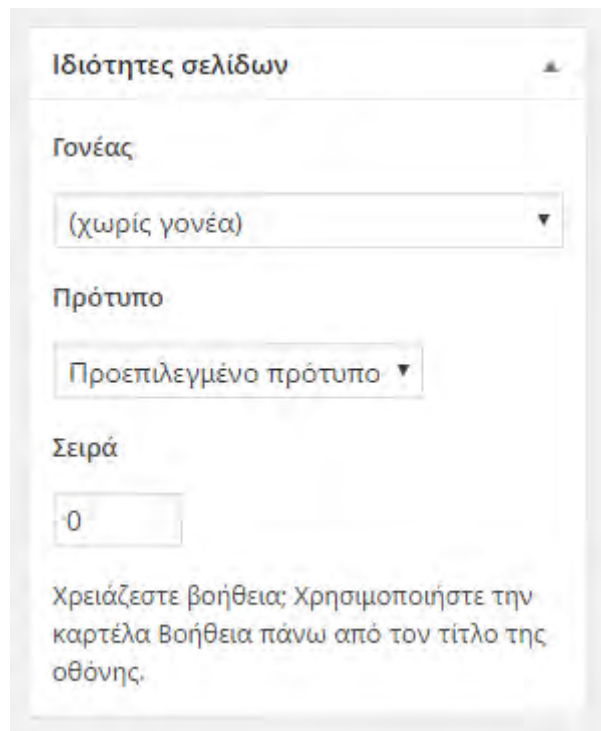 Ιδιότητες σελίδων
Γονέας
(χωρίς γονέα)
Πρότυπο
Προεπιλεγμένο πρότυπο
Σειρά
0
Χρειάζεστε βοήθεια; Χρησιμοποιήστε την
καρτέλα Βοήθεια πάνω από τον τίτλο της
οθόνης.